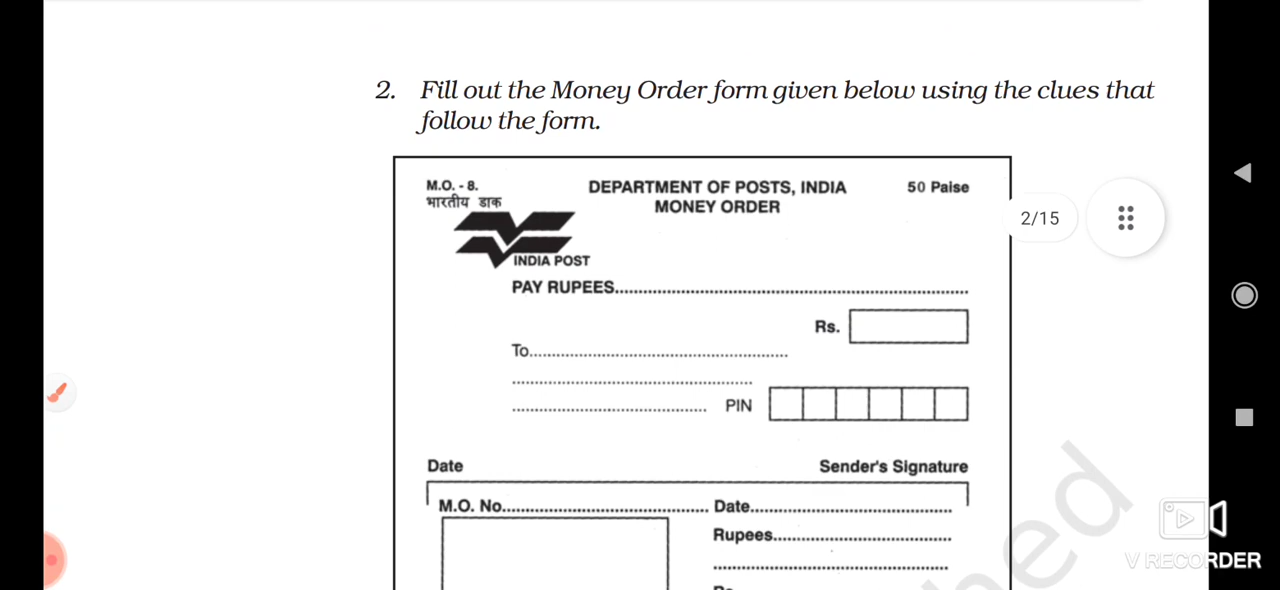 2. Fill out the Money Order form given below using the clues that
follow the form.
M.O. - 8.
भारतीय डाक
DEPARTMENT OF POSTS, INDIA
MONEY ORDER
50 Paise
INDIA POST
PAY RUPEES
Rs.
To
PIN
2/15
Date
Sender's Signature
M.O. No.
Date
Rupees
hed
V RECORDER